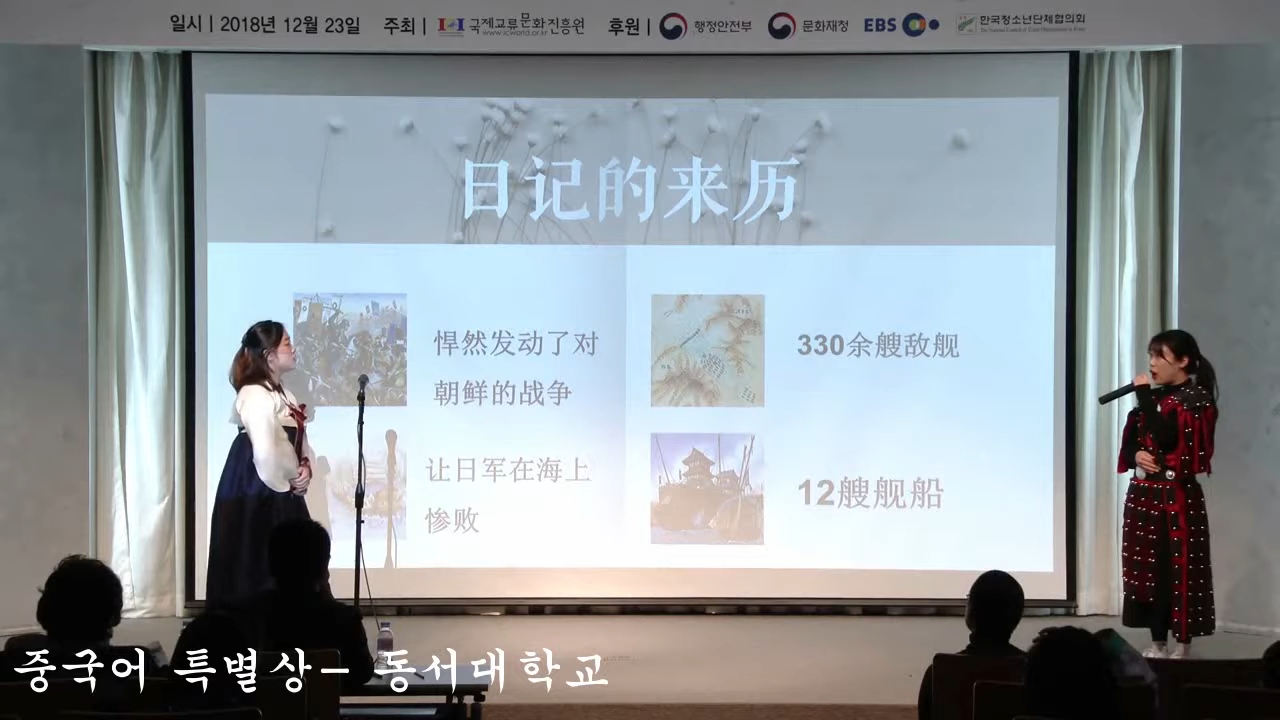 일시 | 2018년 12월 23일 주최 | 국제교류문화진흥원 www.icworld.or.kr 후원 | 행정안전부 문화재청 EBS 한국청소년단체협의회
日记的来历
悍然发动了对
朝鲜的战争
330余艘敌舰
让日军在海上
惨败
12艘舰船
중국어 특별상- 동서대학교